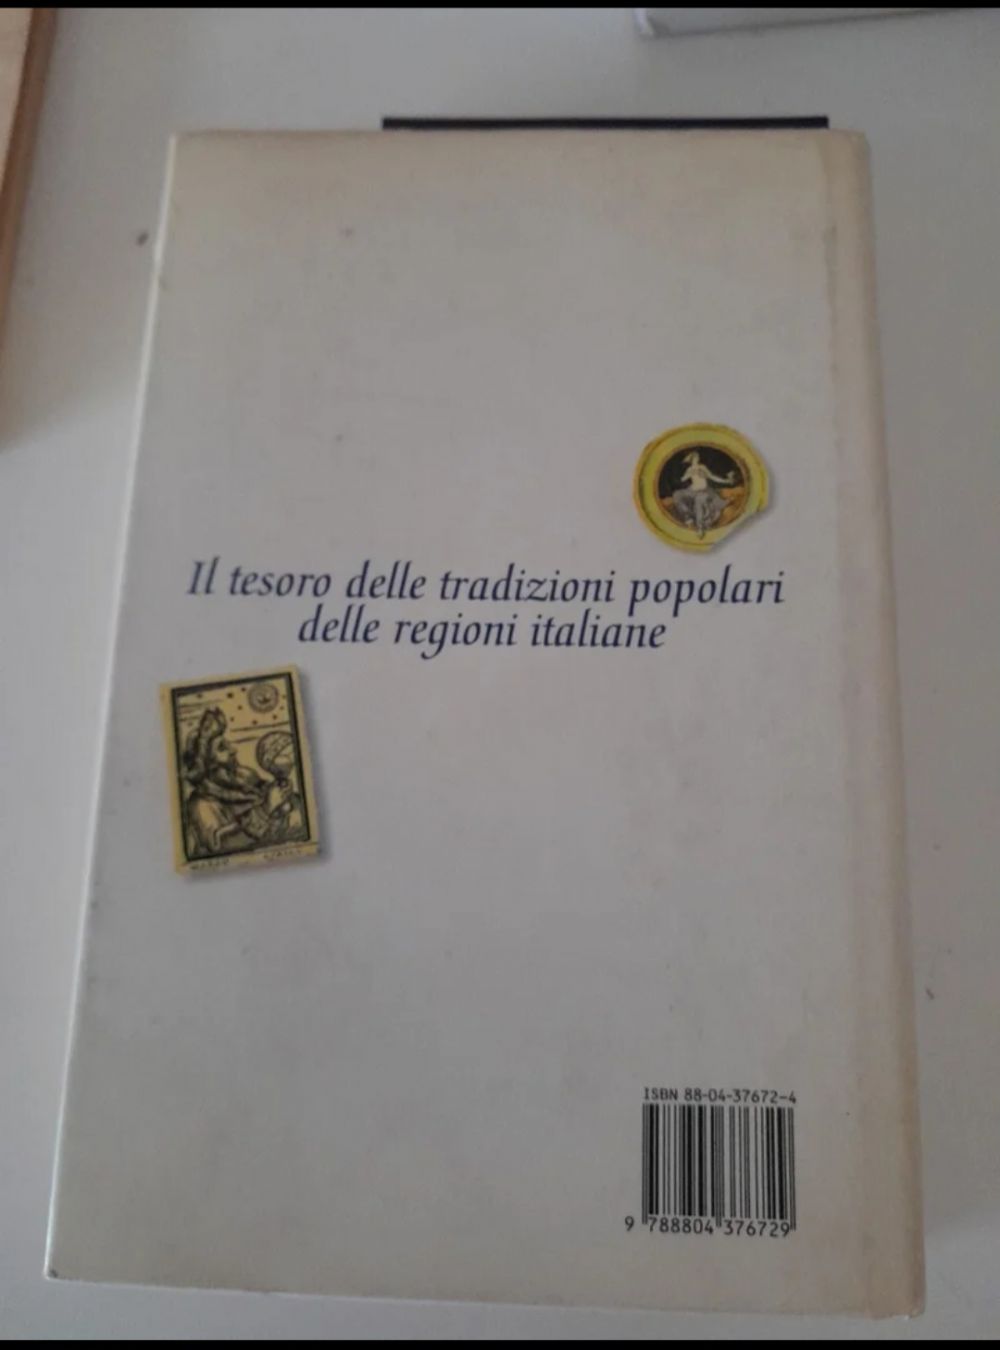 Il tesoro delle tradizioni popolari
delle regioni italiane
ISBN 88-04-37672-4
9 788804 376729